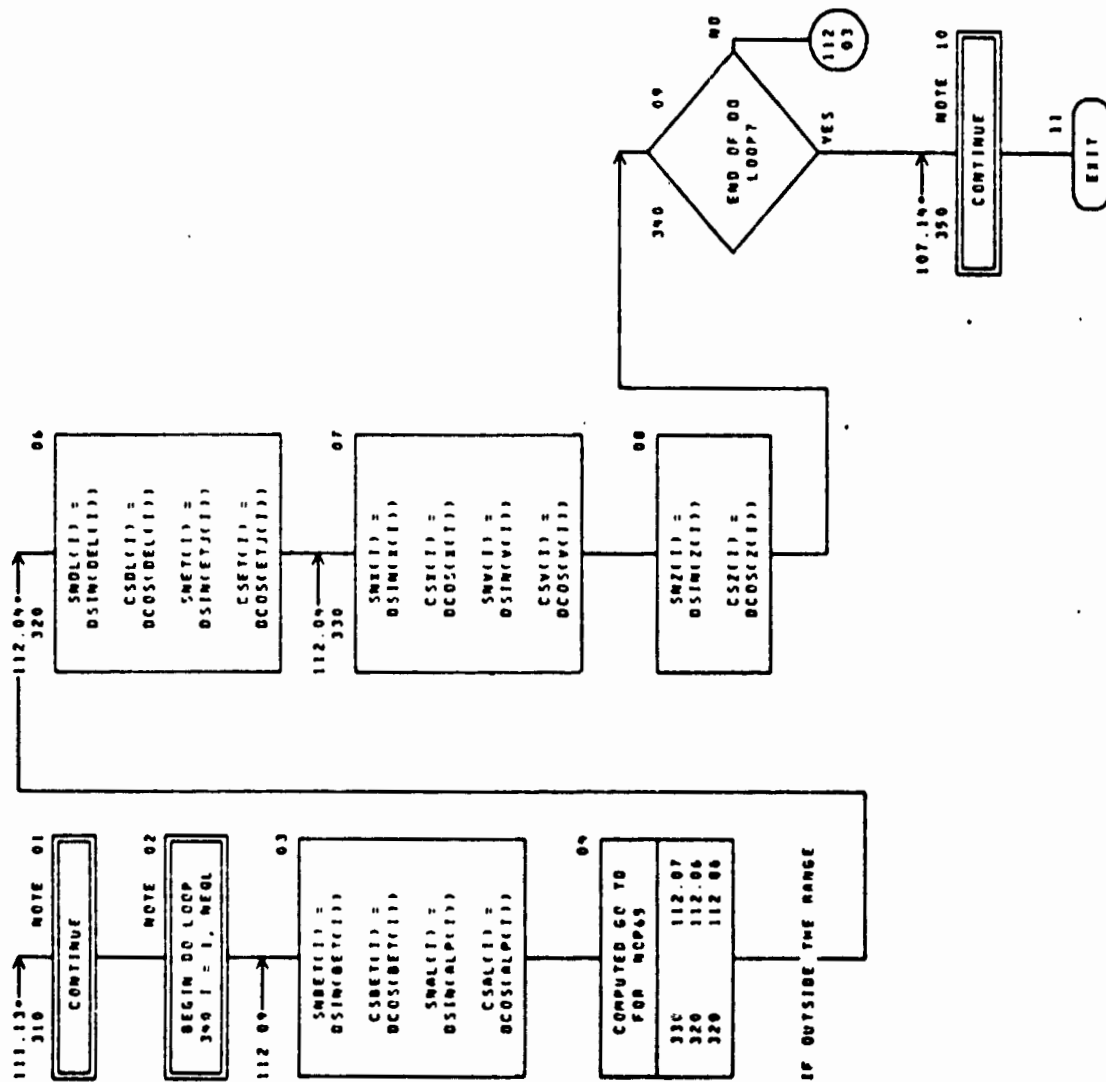 111.13*
310
NOTE 01
CONTINUE
NOTE 02
BEGIN DO LOOP
340 I = 1, NEQL
112 09
03
SNBET(I) =
DSIN(BET(I))
CSBET(I) =
DCOS(BET(I))
SNAL(I) =
DSIN(ALP(I))
CSAL(I) =
DCOS(ALP(I))
04
COMPUTED GO TO
FOR NCP65
330 112.07
320 112.06
320 112 06
IF OUTSIDE THE RANGE
112.04*
320
06
SNDL(I) =
DSIN(DEL(I))
CSDL(I) =
DCOS(DEL(I))
SNET(I) =
DSIN(ETJ(I))
CSET(I) =
DCOS(ETJ(I))
112.04*
330
07
SNX(I) =
DSIN(X(I))
CSX(I) =
DCOS(X(I))
SNV(I) =
DSIN(V(I))
CSV(I) =
DCOS(V(I))
08
SNZ(I) =
DSIN(Z(I))
CSZ(I) =
DCOS(Z(I))
340
09
END OF DO
LOOP?
NO
112
03
YES
107.14*
350
NOTE 10
CONTINUE
11
EXIT